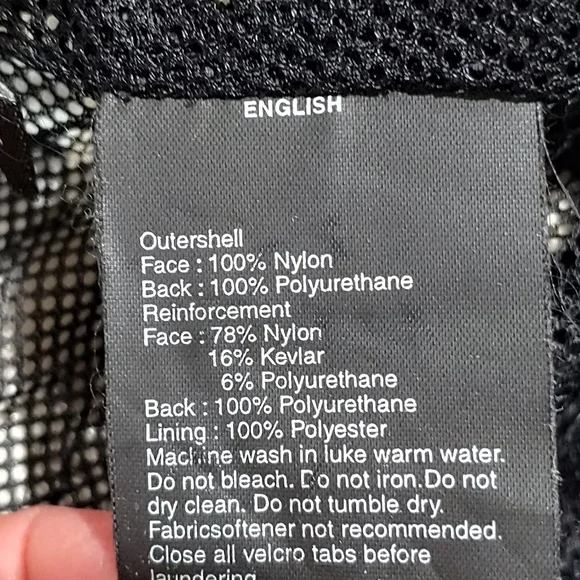 ENGLISH
Outershell
Face : 100% Nylon
Back : 100% Polyurethane
Reinforcement
Face : 78% Nylon
16% Kevlar
6% Polyurethane
Back : 100% Polyurethane
Lining : 100% Polyester
Machine wash in luke warm water.
Do not bleach. Do not iron.Do not
dry clean. Do not tumble dry.
Fabricsoftener not recommended.
Close all velcro tabs before
laundering